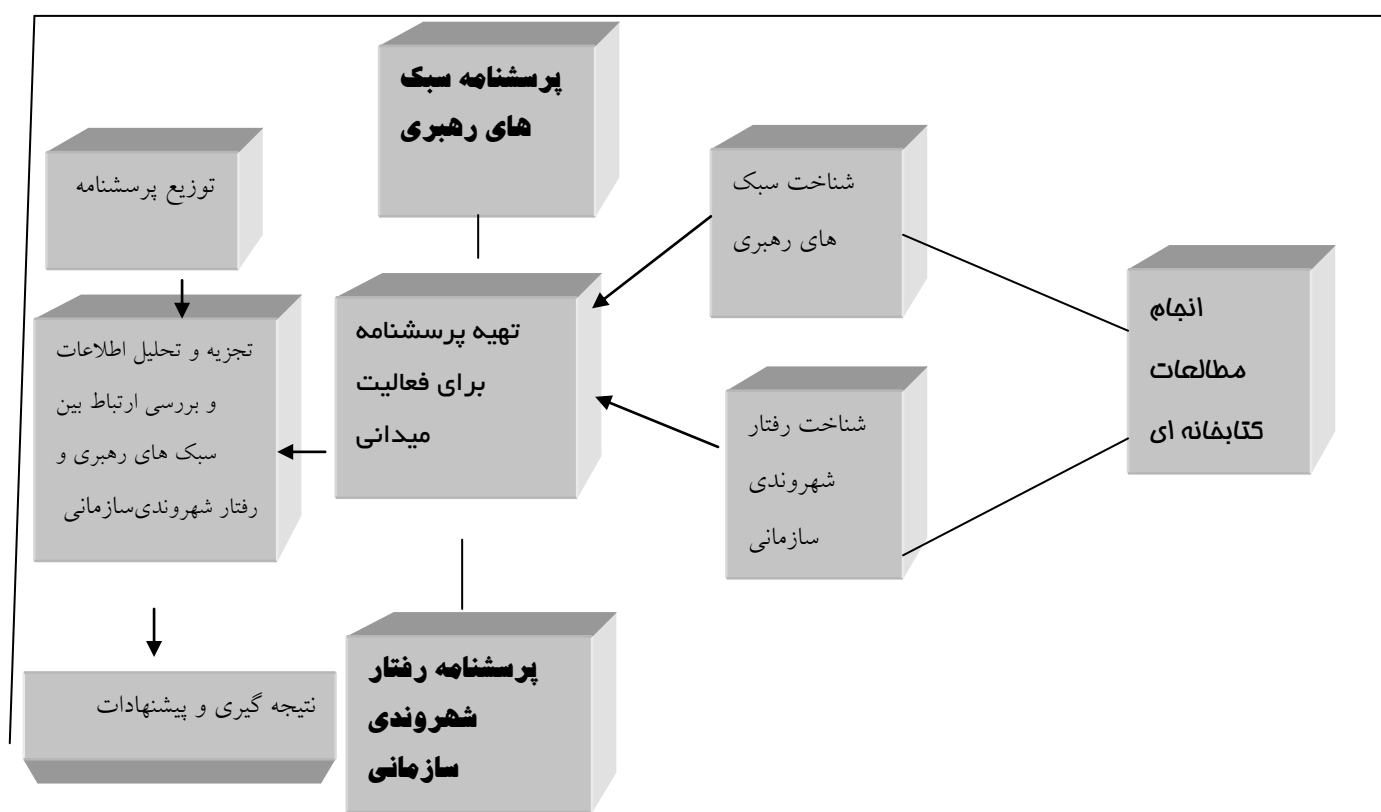 انجام
مطالعات
کتابخانه ای
شناخت سبک
های رهبری
شناخت رفتار
شهروندی
سازمانی
پرسشنامه سبک
های رهبری
تهیه پرسشنامه
برای فعالیت
میدانی
پرسشنامه رفتار
شهروندی
سازمانی
توزیع پرسشنامه
تجزیه و تحلیل اطلاعات
و بررسی ارتباط بین
سبک های رهبری و
رفتار شهروندی‌سازمانی
نتیجه گیری و پیشنهادات